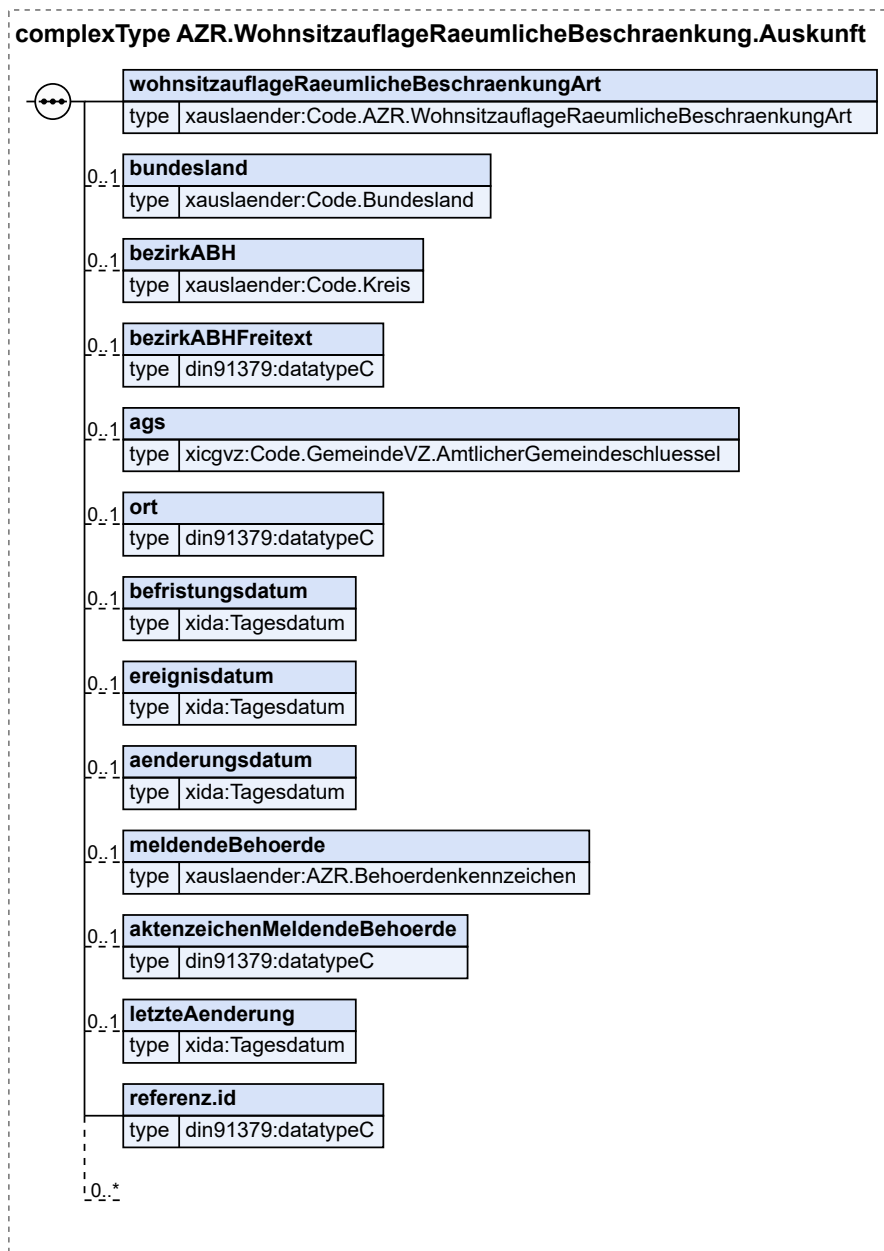 complexType AZR.WohnsitzauflageRaeumlicheBeschraenkung.Auskunft
wohnsitzauflageRaeumlicheBeschraenkungArt
type xauslaender:Code.AZR.WohnsitzauflageRaeumlicheBeschraenkungArt
0..1 bundesland
type xauslaender:Code.Bundesland
0..1 bezirkABH
type xauslaender:Code.Kreis
0..1 bezirkABHFreitext
type din91379:datatypeC
0..1 ags
type xicgvz:Code.GemeindeVZ.AmtlicherGemeindeschluessel
0..1 ort
type din91379:datatypeC
0..1 befristungsdatum
type xida:Tagesdatum
0..1 ereignisdatum
type xida:Tagesdatum
0..1 aenderungsdatum
type xida:Tagesdatum
0..1 meldendeBehoerde
type xauslaender:AZR.Behoerdenkennzeichen
0..1 aktenzeichenMeldendeBehoerde
type din91379:datatypeC
0..1 letzteAenderung
type xida:Tagesdatum
referenz.id
type din91379:datatypeC
0..*